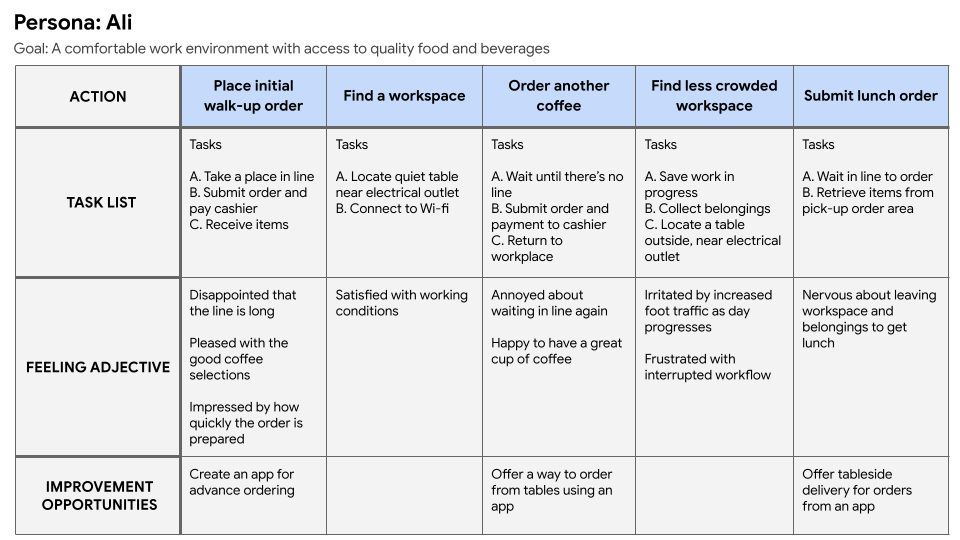 Persona: Ali
Goal: A comfortable work environment with access to quality food and beverages
ACTION
Place initial
walk-up order
Find a workspace
Order another
coffee
Find less crowded
workspace
Submit lunch order
TASK LIST
Tasks
A. Take a place in line
B. Submit order and
pay cashier
C. Receive items
Tasks
A. Locate quiet table
near electrical outlet
B. Connect to Wi-fi
Tasks
A. Wait until there's no
line
B. Submit order and
payment to cashier
C. Return to
workplace
Tasks
A. Save work in
progress
B. Collect belongings
C. Locate a table
outside, near electrical
outlet
Tasks
A. Wait in line to order
B. Retrieve items from
pick-up order area
FEELING ADJECTIVE
Disappointed that
the line is long
Pleased with the
good coffee
selections
Impressed by how
quickly the order is
prepared
Satisfied with working
conditions
Annoyed about
waiting in line again
Happy to have a great
cup of coffee
Irritated by increased
foot traffic as day
progresses
Frustrated with
interrupted workflow
Nervous about leaving
workspace and
belongings to get
lunch
IMPROVEMENT
OPPORTUNITIES
Create an app for
advance ordering
Offer a way to order
from tables using an
app
Offer tableside
delivery for orders
from an app